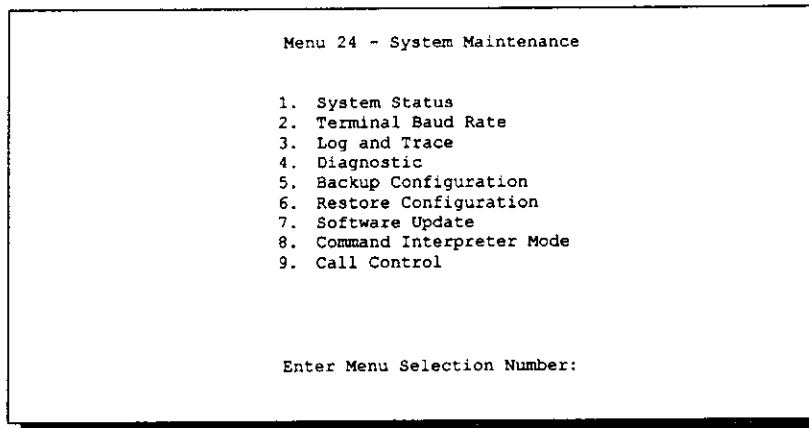 Menu 24 - System Maintenance
1. System Status
2. Terminal Baud Rate
3. Log and Trace
4. Diagnostic
5. Backup Configuration
6. Restore Configuration
7. Software Update
8. Command Interpreter Mode
9. Call Control
Enter Menu Selection Number: